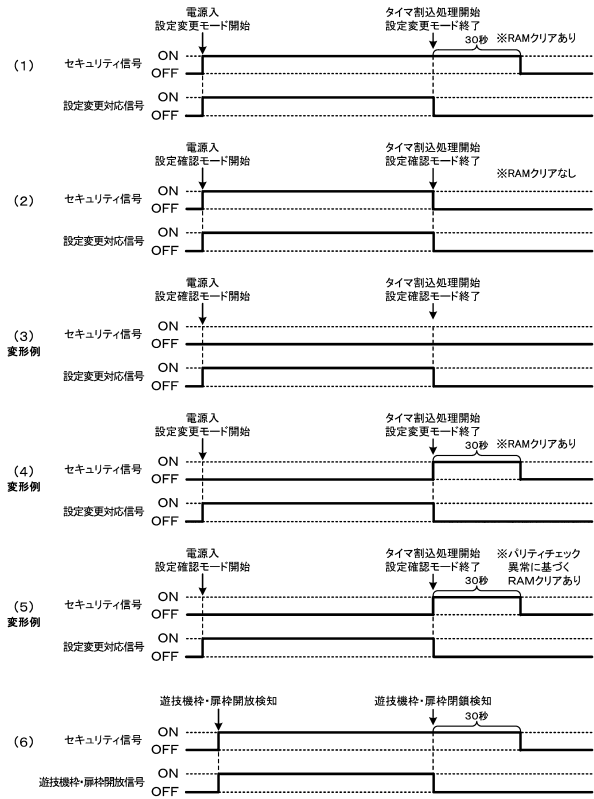 電源入
設定変更モード開始
タイマ割込処理開始
設定変更モード終了
30秒 ※RAMクリアあり
(1) セキュリティ信号 ON
OFF
設定変更対応信号 ON
OFF
電源入
設定確認モード開始
タイマ割込処理開始
設定確認モード終了
※RAMクリアなし
(2) セキュリティ信号 ON
OFF
設定変更対応信号 ON
OFF
電源入
設定確認モード開始
タイマ割込処理開始
設定確認モード終了
(3)
変形例
セキュリティ信号 ON
OFF
設定変更対応信号 ON
OFF
電源入
設定変更モード開始
タイマ割込処理開始
設定変更モード終了
30秒 ※RAMクリアあり
(4)
変形例
セキュリティ信号 ON
OFF
設定変更対応信号 ON
OFF
電源入
設定確認モード開始
タイマ割込処理開始
設定確認モード終了
30秒
※パリティチェック
異常に基づく
RAMクリアあり
(5)
変形例
セキュリティ信号 ON
OFF
設定変更対応信号 ON
OFF
遊技機枠・扉枠開放検知
遊技機枠・扉枠閉鎖検知
30秒
(6) セキュリティ信号 ON
OFF
遊技機枠・扉枠開放信号 ON
OFF